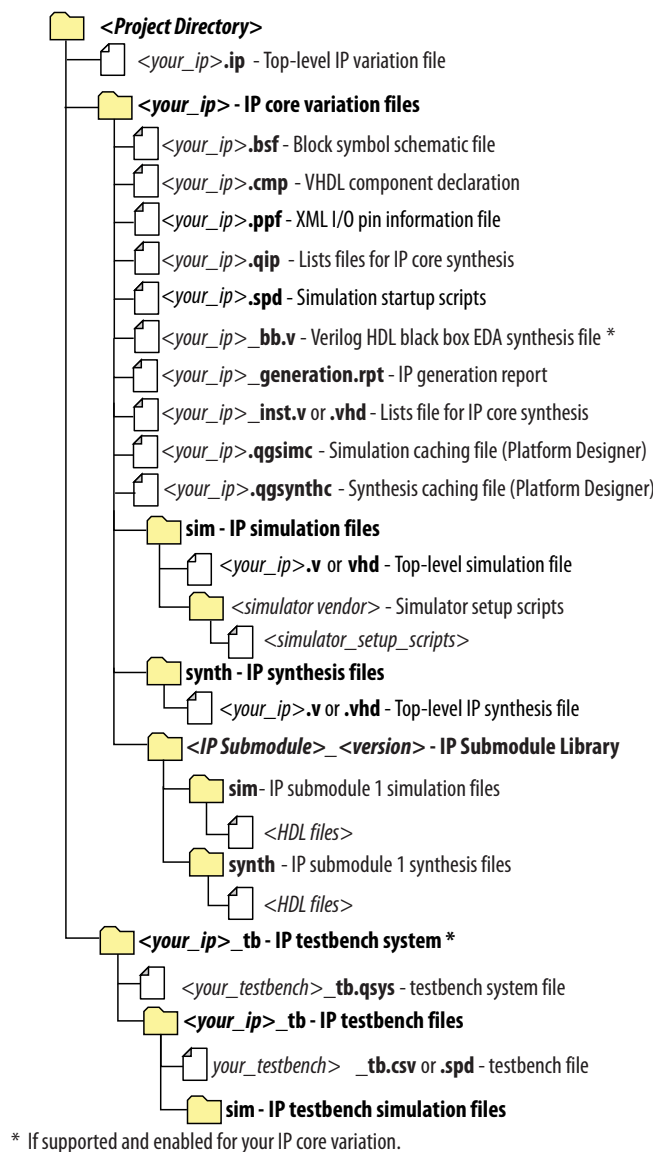 <Project Directory>
<your_ip>.ip - Top-level IP variation file
<your_ip> - IP core variation files
<your_ip>.bsf - Block symbol schematic file
<your_ip>.cmp - VHDL component declaration
<your_ip>.ppf - XML I/O pin information file
<your_ip>.qip - Lists files for IP core synthesis
<your_ip>.spd - Simulation startup scripts
<your_ip>_bb.v - Verilog HDL black box EDA synthesis file *
<your_ip>_generation.rpt - IP generation report
<your_ip>_inst.v or .vhd - Lists file for IP core synthesis
<your_ip>.qgsimc - Simulation caching file (Platform Designer)
<your_ip>.qgsynthc - Synthesis caching file (Platform Designer)
sim - IP simulation files
<your_ip>.v or vhd - Top-level simulation file
<simulator vendor> - Simulator setup scripts
<simulator_setup_scripts>
synth - IP synthesis files
<your_ip>.v or .vhd - Top-level IP synthesis file
<IP Submodule>_<version> - IP Submodule Library
sim- IP submodule 1 simulation files
<HDL files>
synth - IP submodule 1 synthesis files
<HDL files>
<your_ip>_tb - IP testbench system *
<your_testbench>_tb.qsys - testbench system file
<your_ip>_tb - IP testbench files
your_testbench> _tb.csv or .spd - testbench file
sim - IP testbench simulation files
* If supported and enabled for your IP core variation.